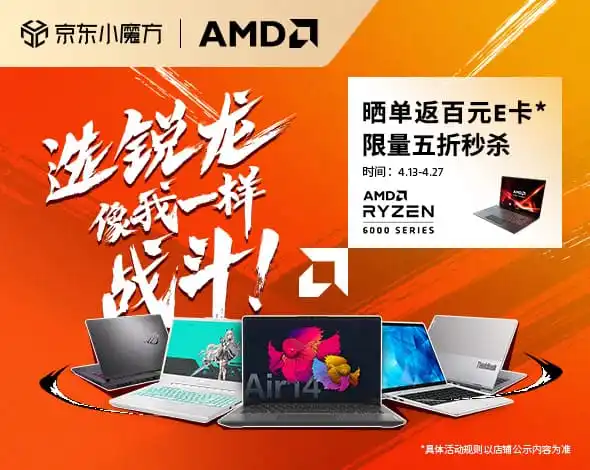 京东小魔方 AMD
选锐龙
像我一样
战斗!
晒单返百元E卡*
限量五折秒杀
时间：4.13-4.27
AMD
RYZEN
6000 SERIES
AMD
Air14
ThinkBook
*具体活动规则以店铺公示内容为准